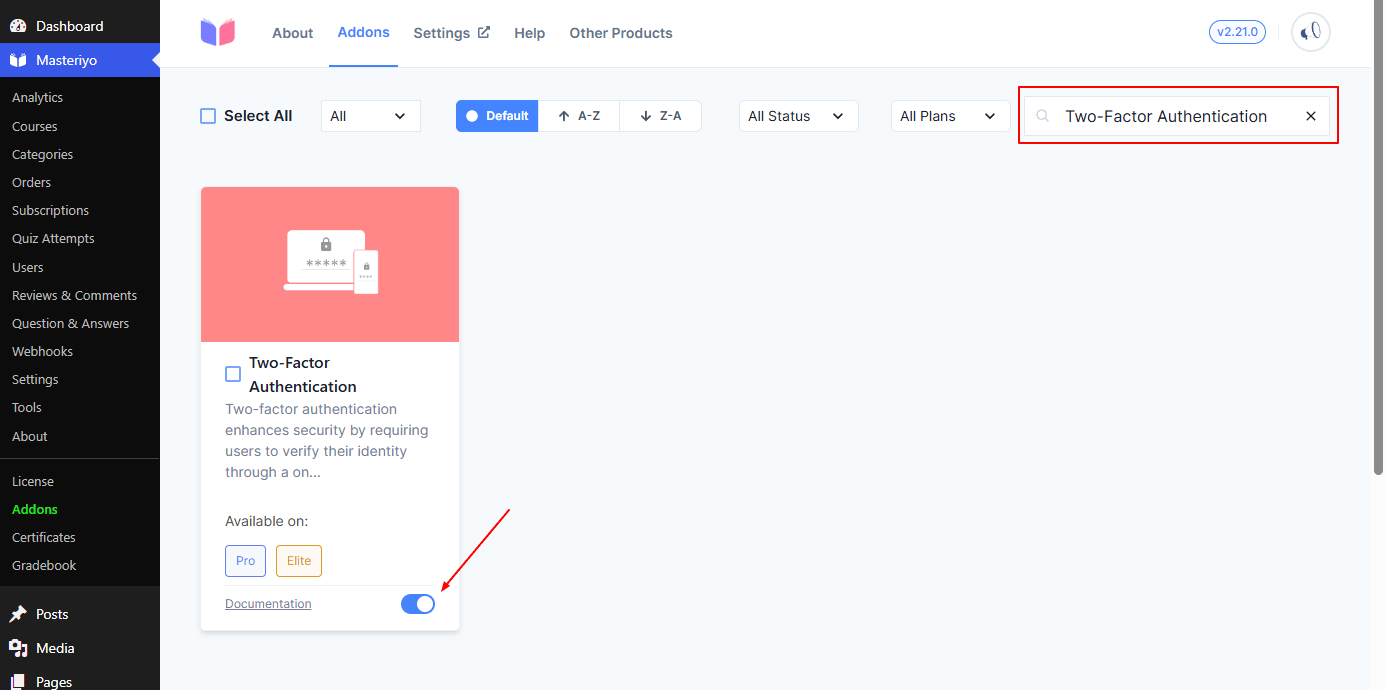 Dashboard
Masteriyo
Analytics
Courses
Categories
Orders
Subscriptions
Quiz Attempts
Users
Reviews & Comments
Question & Answers
Webhooks
Settings
Tools
About
License
Addons
Certificates
Gradebook
Posts
Media
Pages
About Addons Settings Help Other Products
v2.21.0
Select All All Default A-Z Z-A All Status All Plans Two-Factor Authentication
*****
****
Two-Factor
Authentication
Two-factor authentication
enhances security by requiring
users to verify their identity
through a on...
Available on:
Pro Elite
Documentation